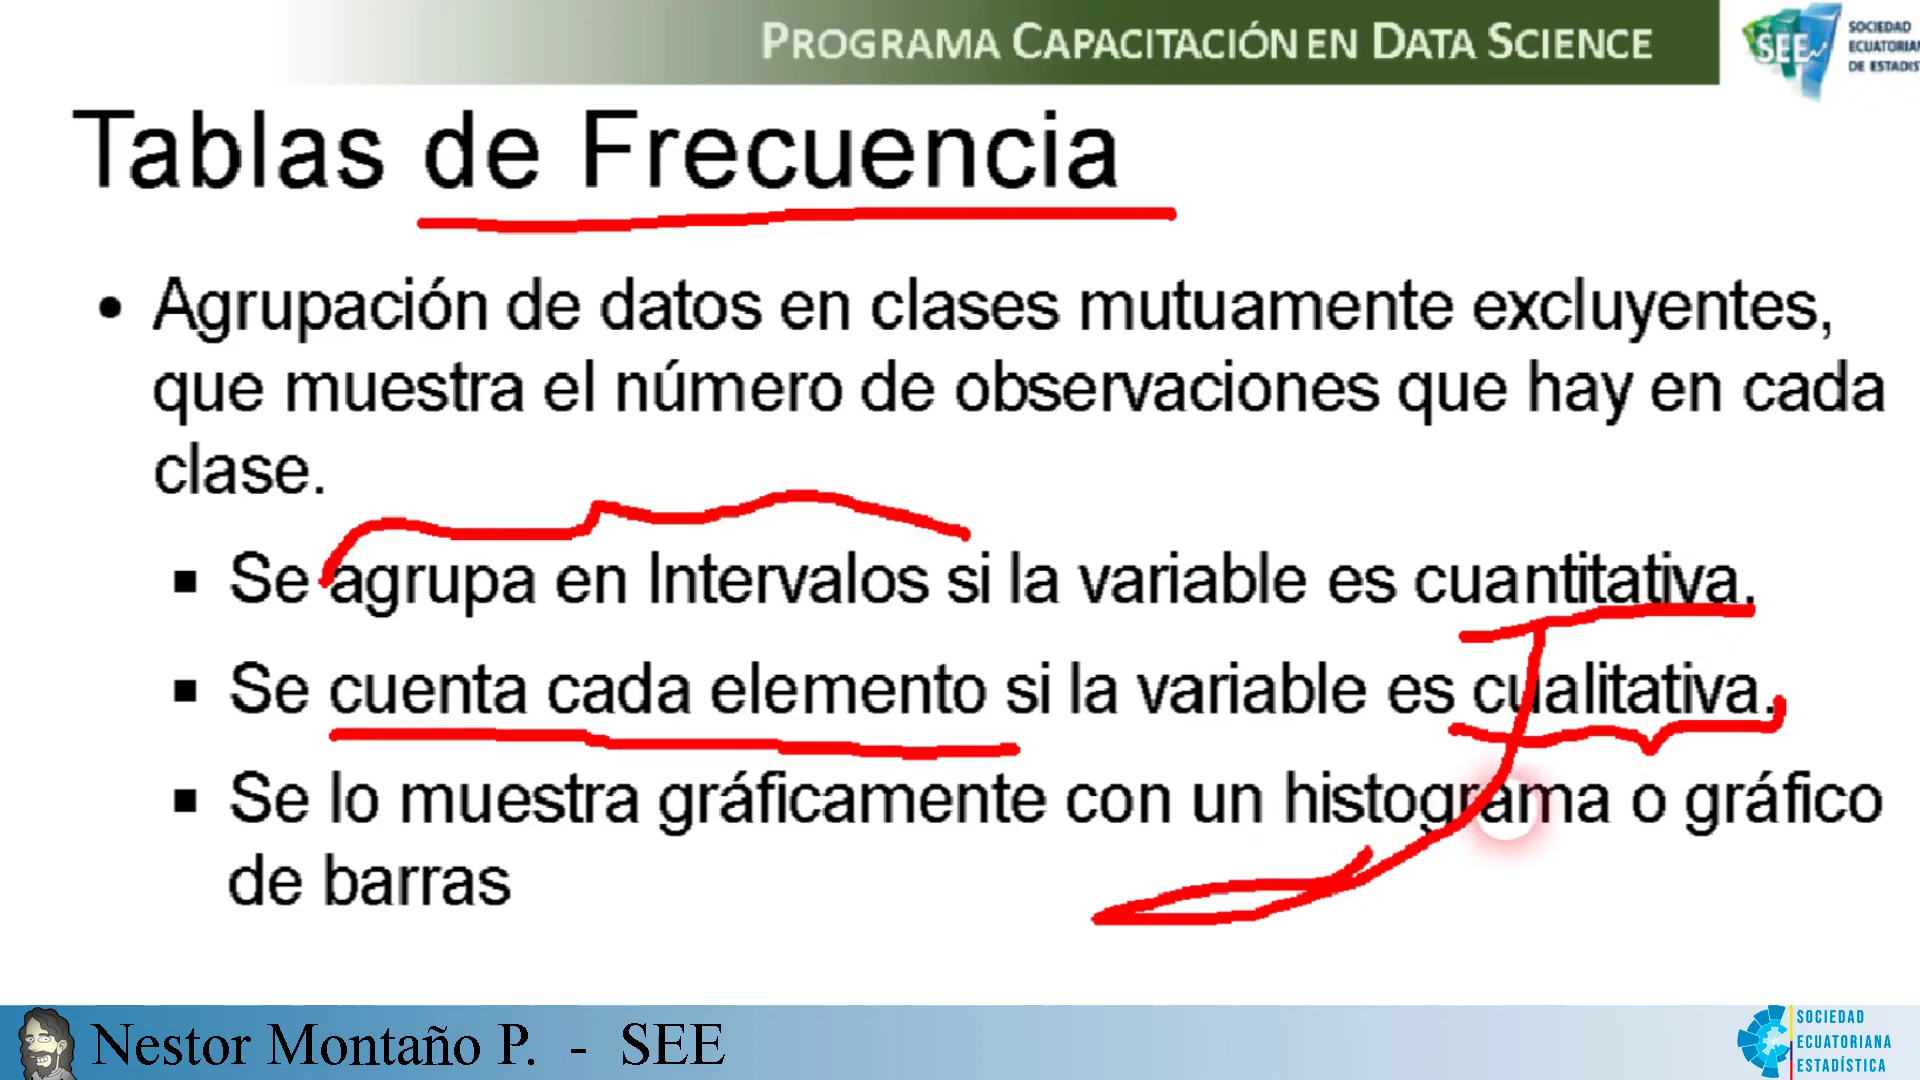 PROGRAMA CAPACITACIÓN EN DATA SCIENCE
SEE
SOCIEDAD
DE
Tablas de Frecuencia
• Agrupación de datos en clases mutuamente excluyentes,
que muestra el número de observaciones que hay en cada
clase.
▪ Se agrupa en Intervalos si la variable es cuantitativa.
▪ Se cuenta cada elemento si la variable es cualitativa.
▪ Se lo muestra gráficamente con un histograma o gráfico
de barras
Nestor Montaño P. - SEE
SOCIEDAD
ECUATORIANA
ESTADÍSTICA